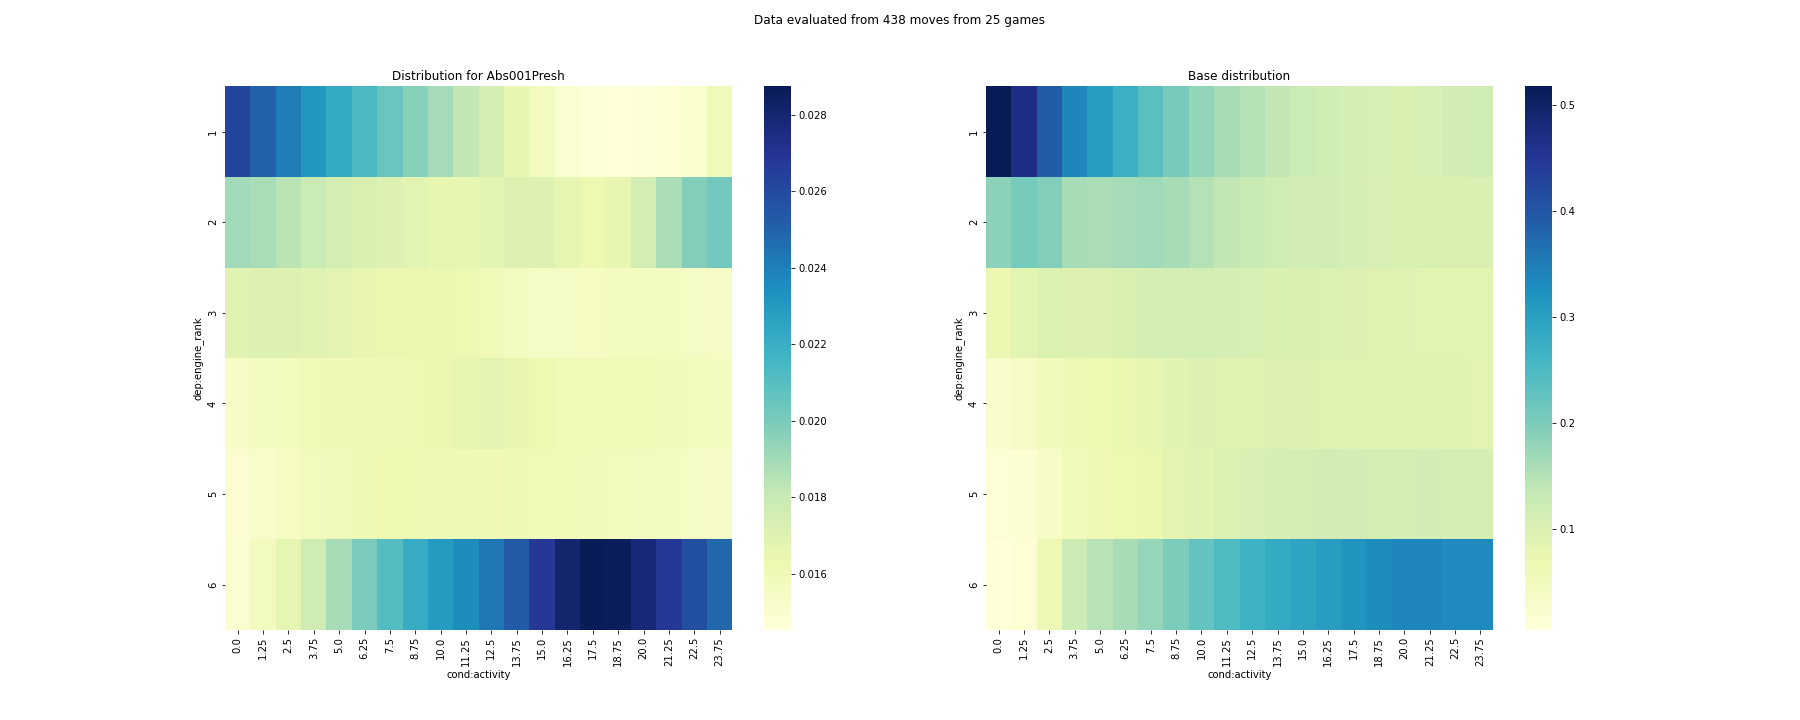 Data evaluated from 438 moves from 25 games
Distribution for Abs001Presh
dep:engine_rank
1
2
3
4
5
6
0.0 1.25 2.5 3.75 5.0 6.25 7.5 8.75 10.0 11.25 12.5 13.75 15.0 16.25 17.5 18.75 20.0 21.25 22.5 23.75
cond:activity
0.028
0.026
0.024
0.022
0.020
0.018
0.016
Base distribution
dep:engine_rank
1
2
3
4
5
6
0.0 1.25 2.5 3.75 5.0 6.25 7.5 8.75 10.0 11.25 12.5 13.75 15.0 16.25 17.5 18.75 20.0 21.25 22.5 23.75
cond:activity
0.5
0.4
0.3
0.2
0.1